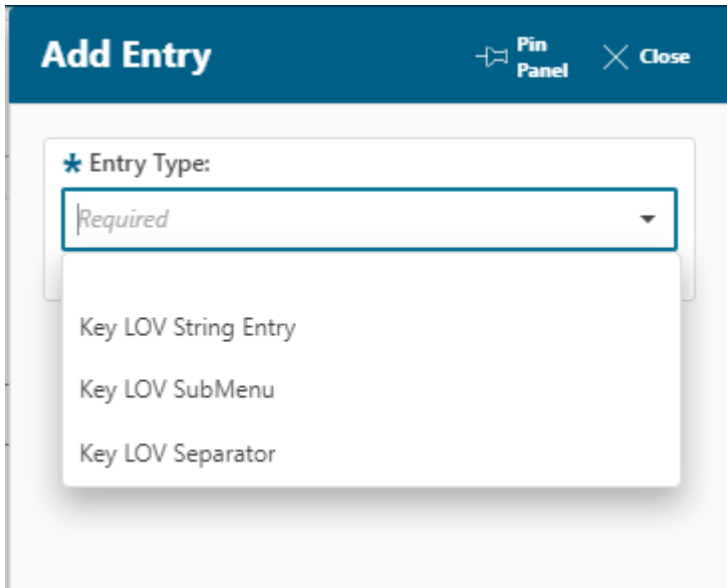 Add Entry
Pin
Panel
Close
* Entry Type:
Required
Key LOV String Entry
Key LOV SubMenu
Key LOV Separator